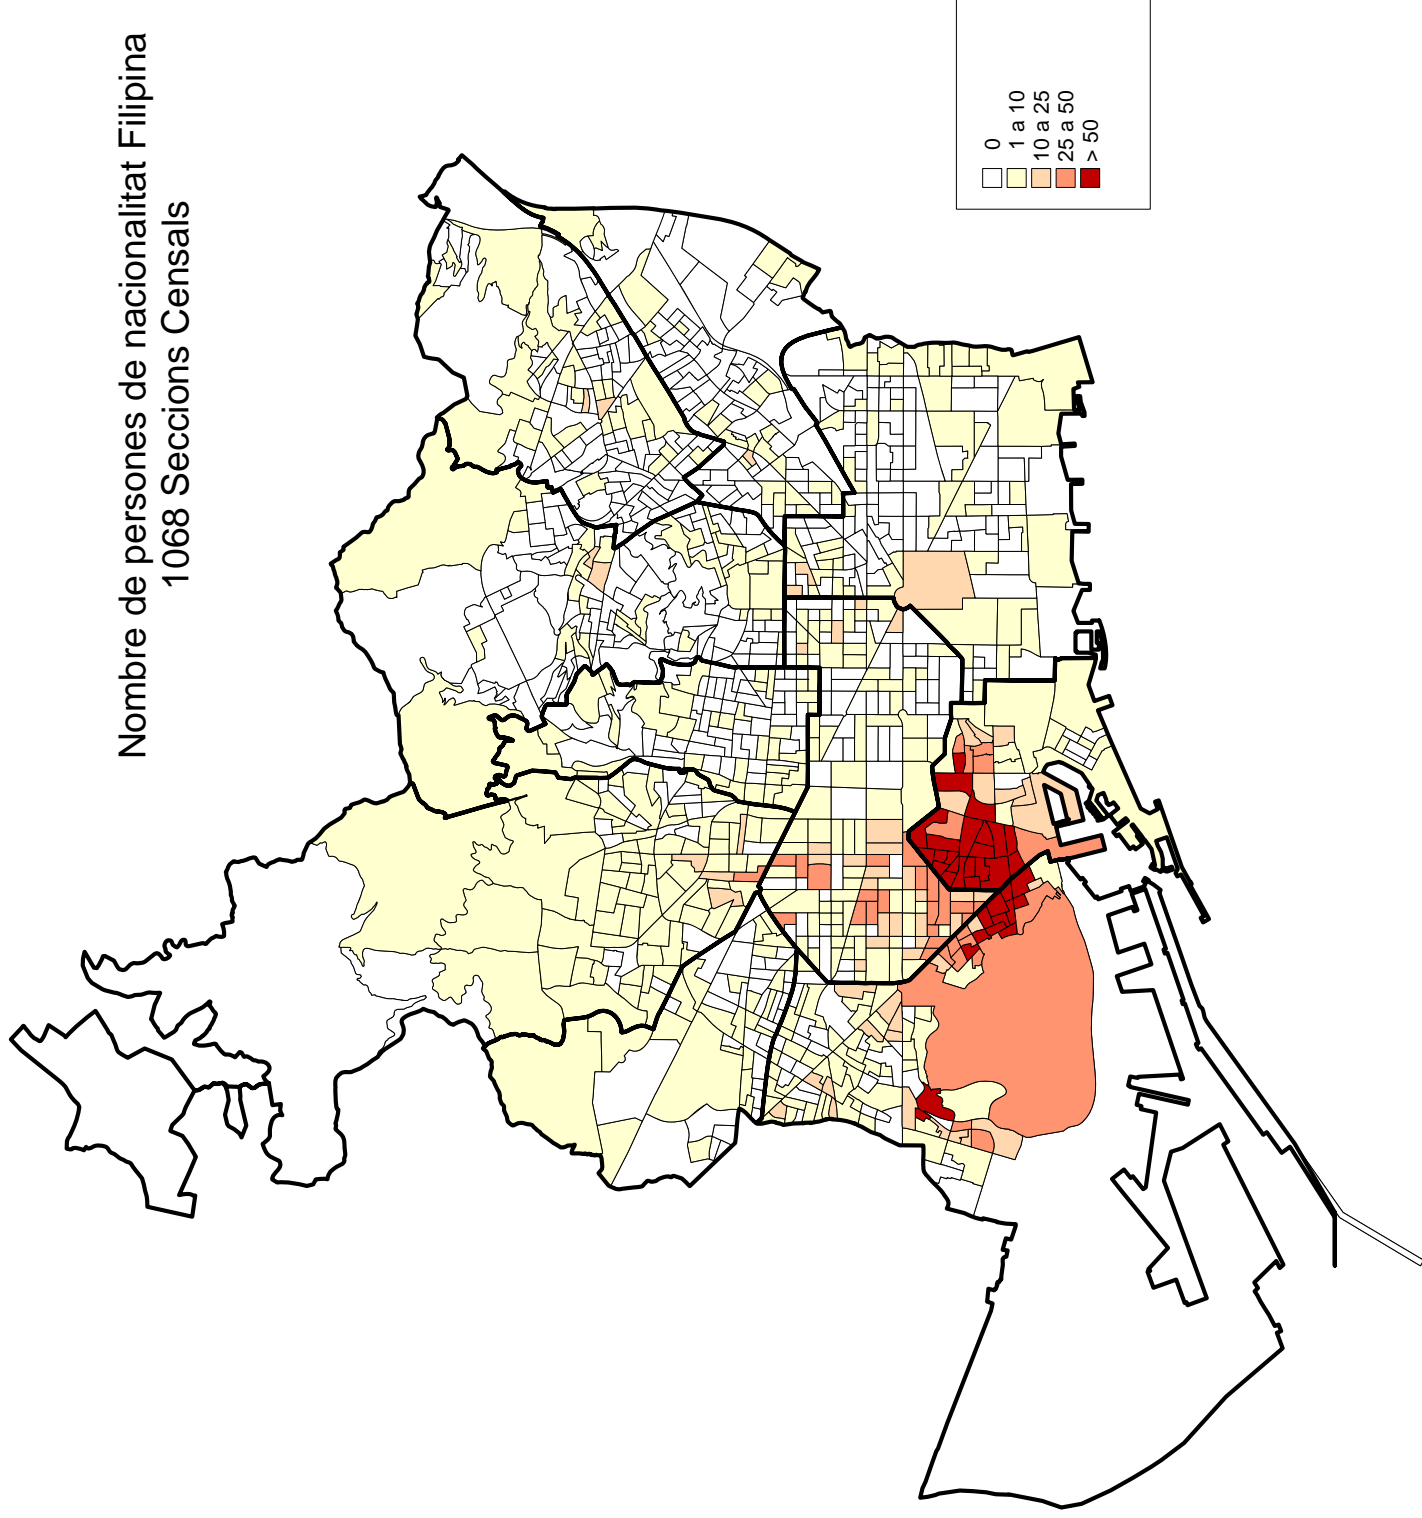 Nombre de persones de nacionalitat Filipina
1068 Seccions Censals
0
1 a 10
10 a 25
25 a 50
> 50